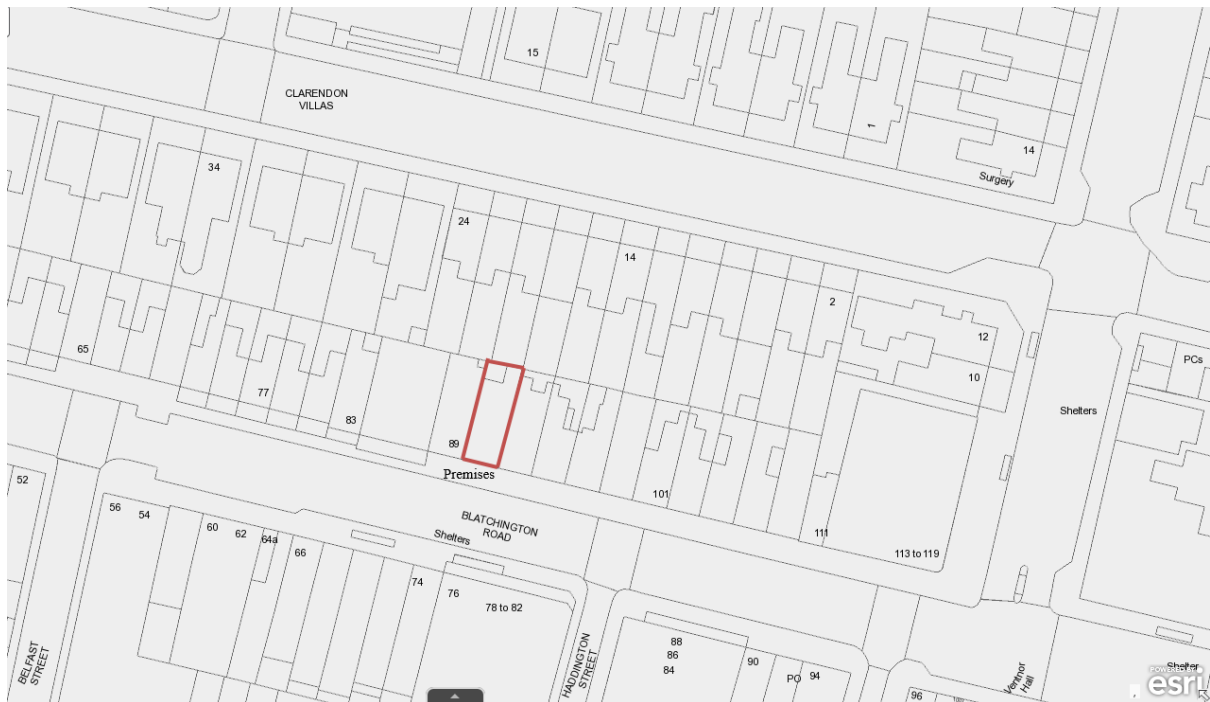 15
CLARENDON
VILLAS
1
14
Surgery
34
24
14
2
12
10
PCs
Shelters
65
77
83
89
Premises
101
111
113 to 119
BLATCHINGTON
ROAD
Shelters
52
56
54
60
62
64a
66
74
76
78 to 82
BELFAST
STREET
HADDINGTON
STREET
88
86
84
90
PO
94
96
Ventnor
Hall
Shelter
POWERED BY
esri